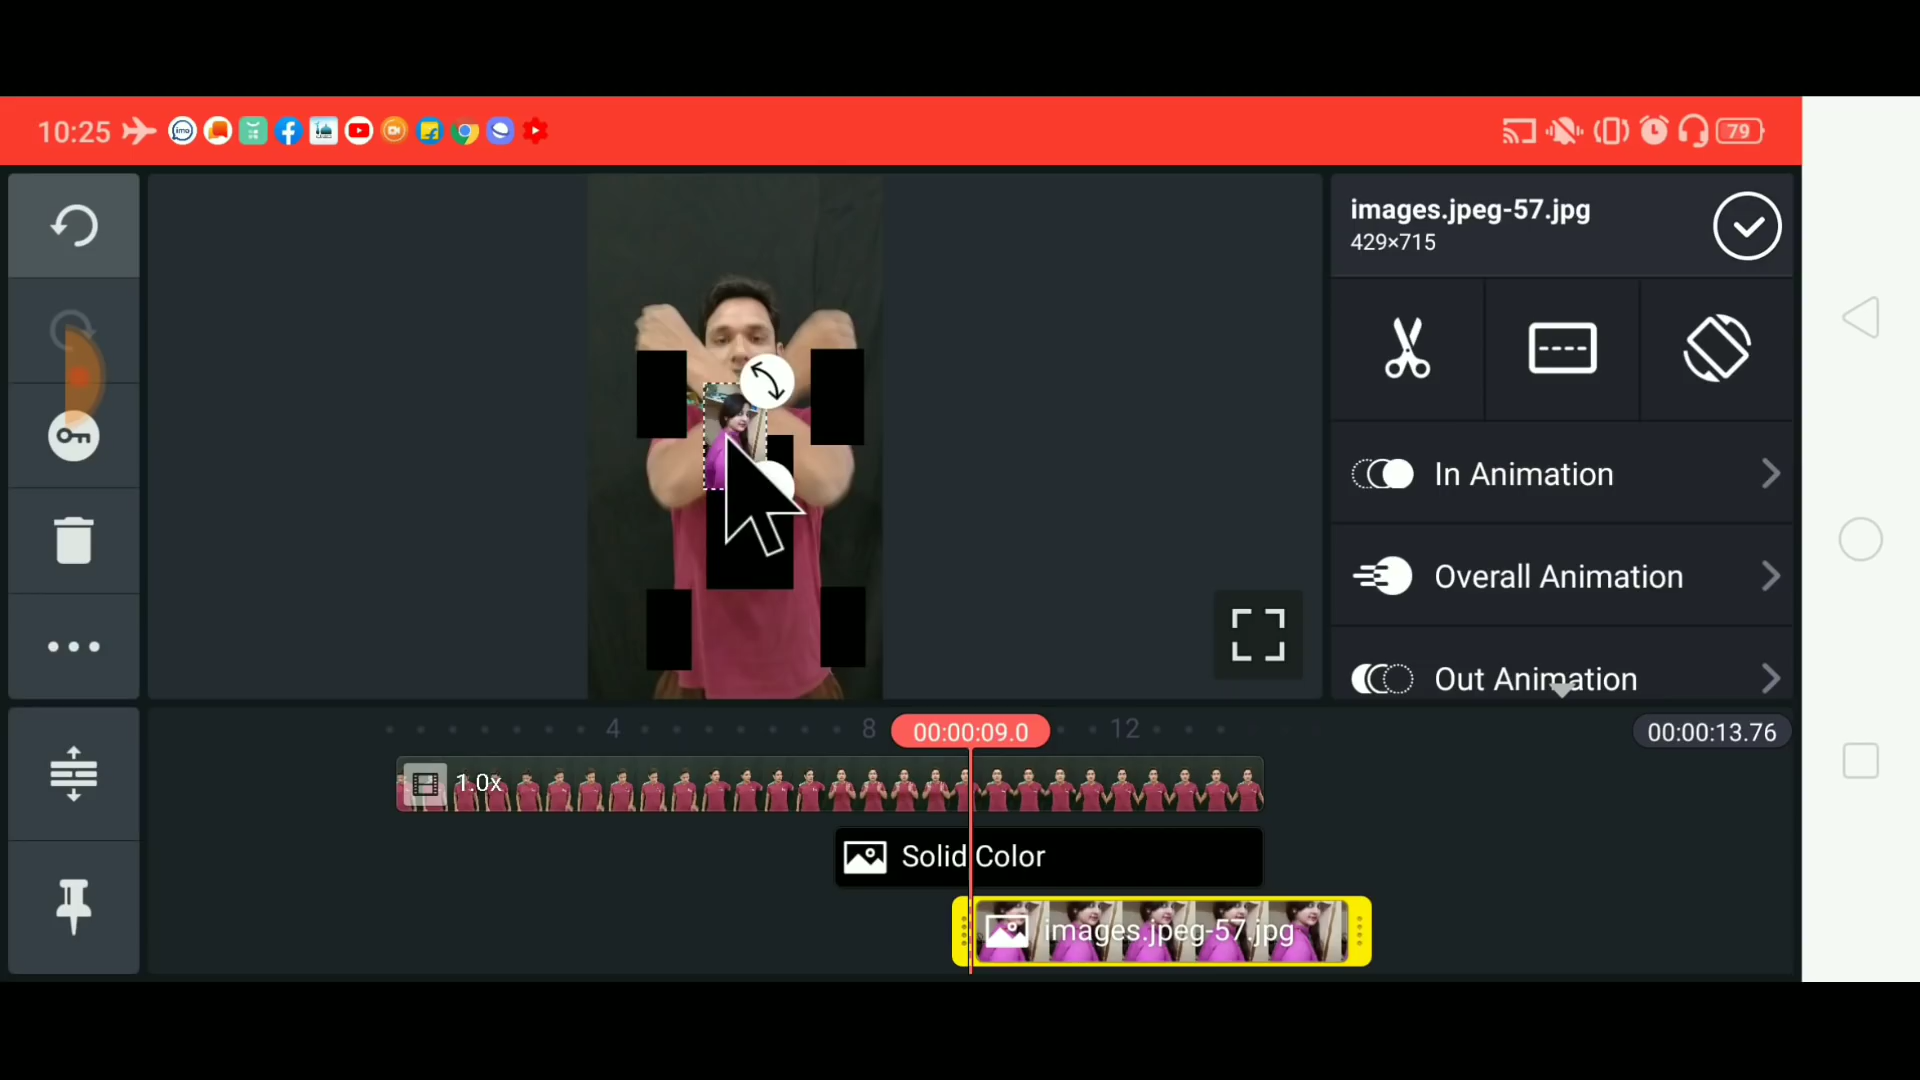 10:25
imo
79
images.jpeg-57.jpg
429×715
In Animation
Overall Animation
Out Animation
4
8
00:00:09.0
12
00:00:13.76
1.0x
Solid Color
images.jpeg-57.jpg